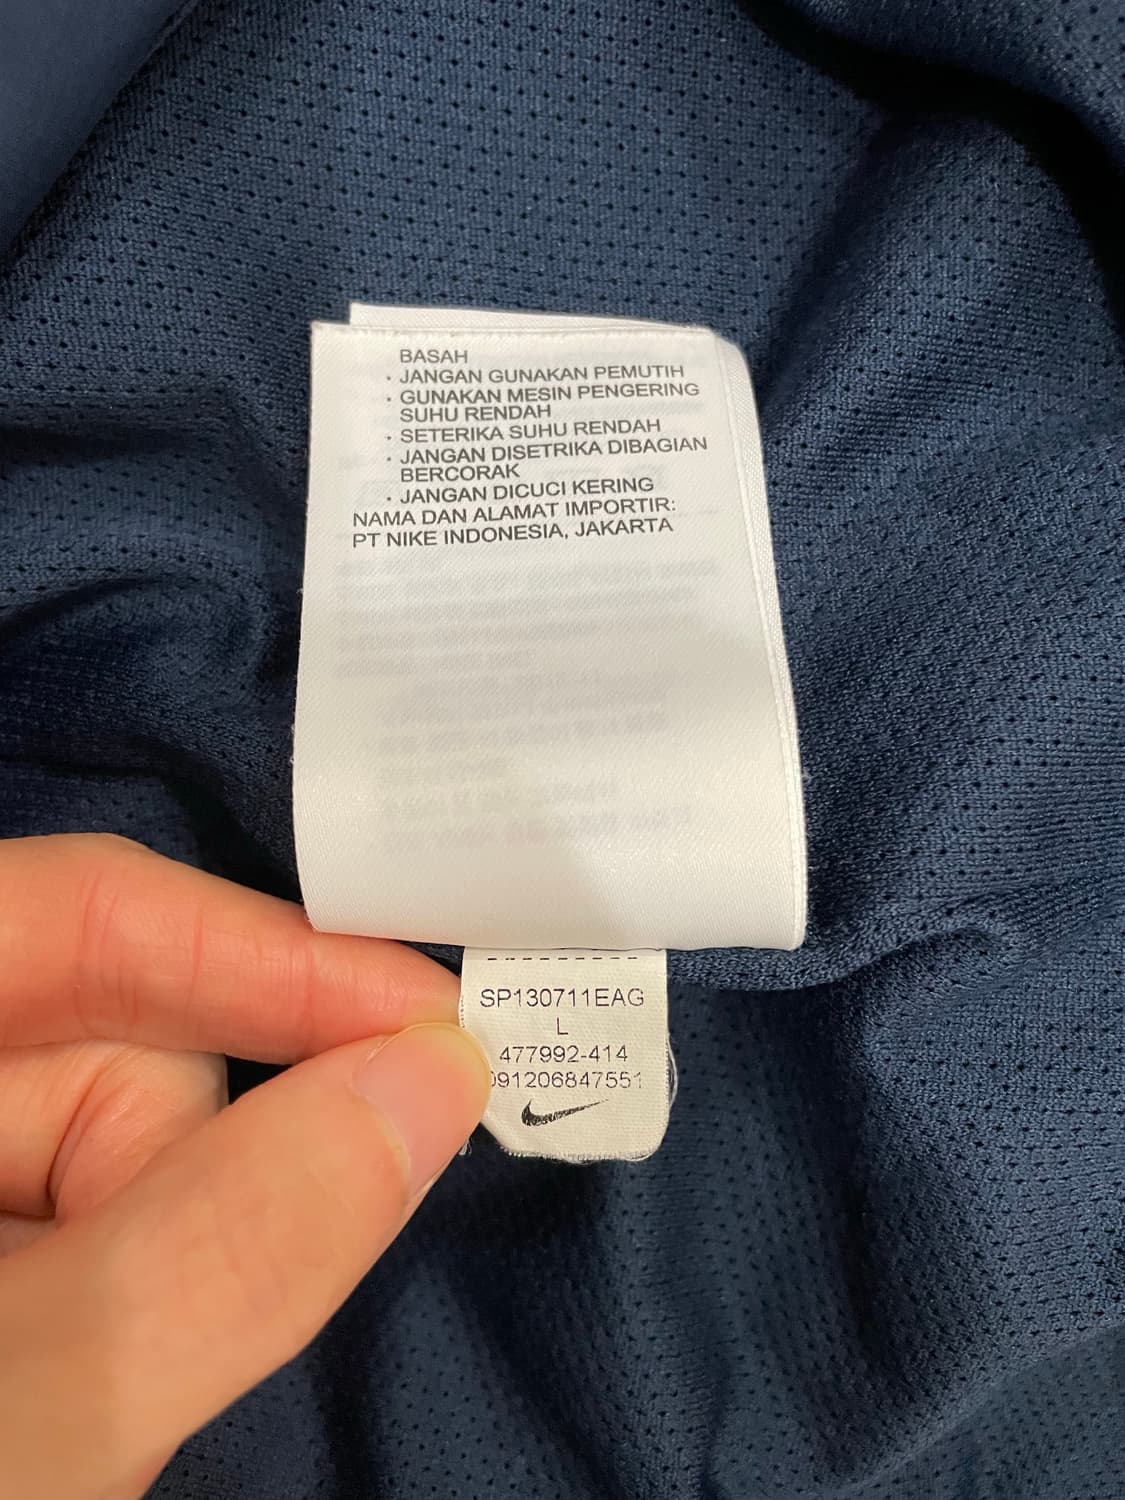 BASAH
· JANGAN GUNAKAN PEMUTIH
· GUNAKAN MESIN PENGERING
SUHU RENDAH
· SETERIKA SUHU RENDAH
· JANGAN DISETRIKA DIBAGIAN
BERCORAK
· JANGAN DICUCI KERING
NAMA DAN ALAMAT IMPORTIR:
PT NIKE INDONESIA, JAKARTA
SP130711EAG
L
477992-414